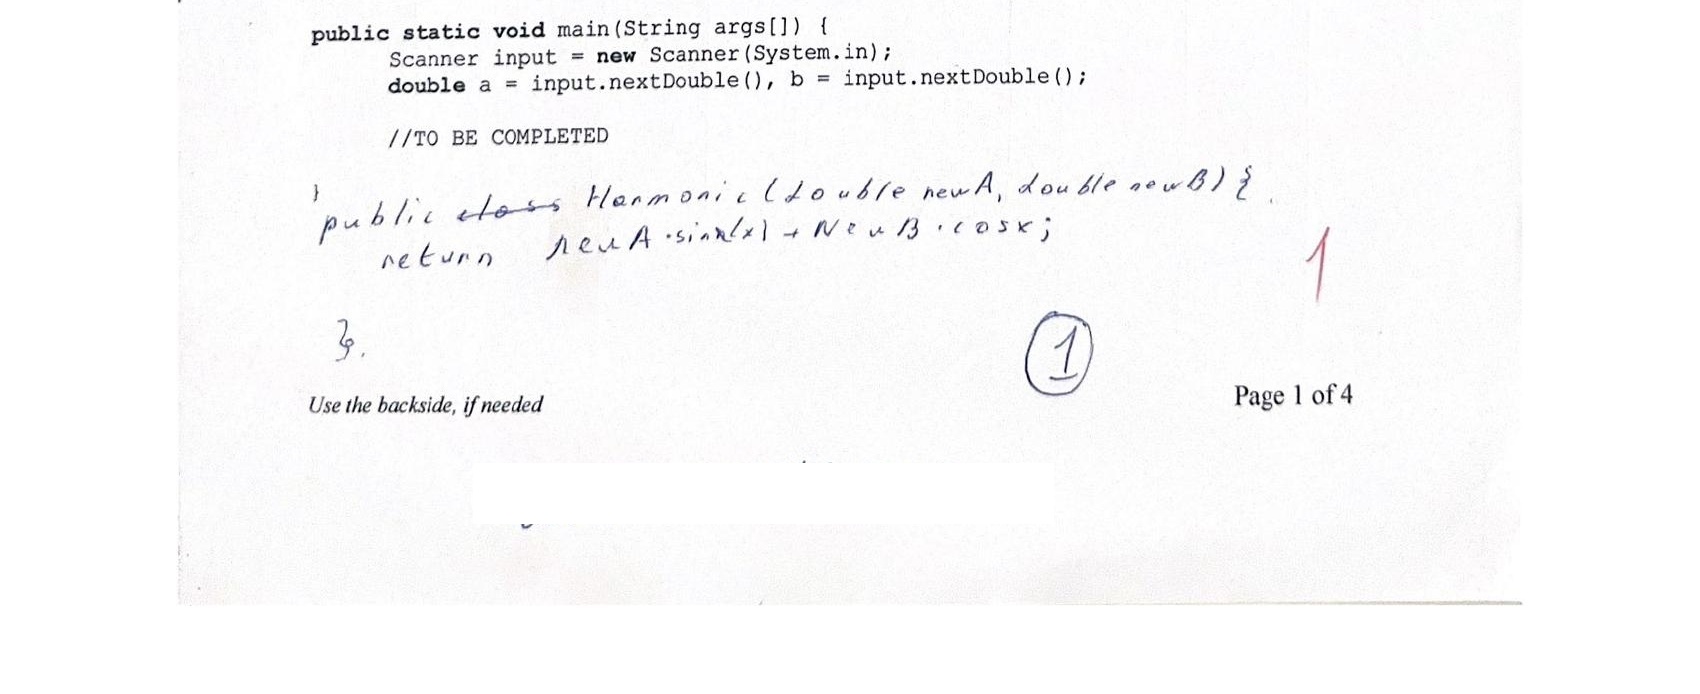 public static void main(String args[]) {
Scanner input = new Scanner(System.in);
double a = input.nextDouble(), b = input.nextDouble();
//TO BE COMPLETED
}
public class Harmonic (double newA, double newB) {
return newA·sin(x) + NewB·cosx;
1
}.
1
Use the backside, if needed
Page 1 of 4